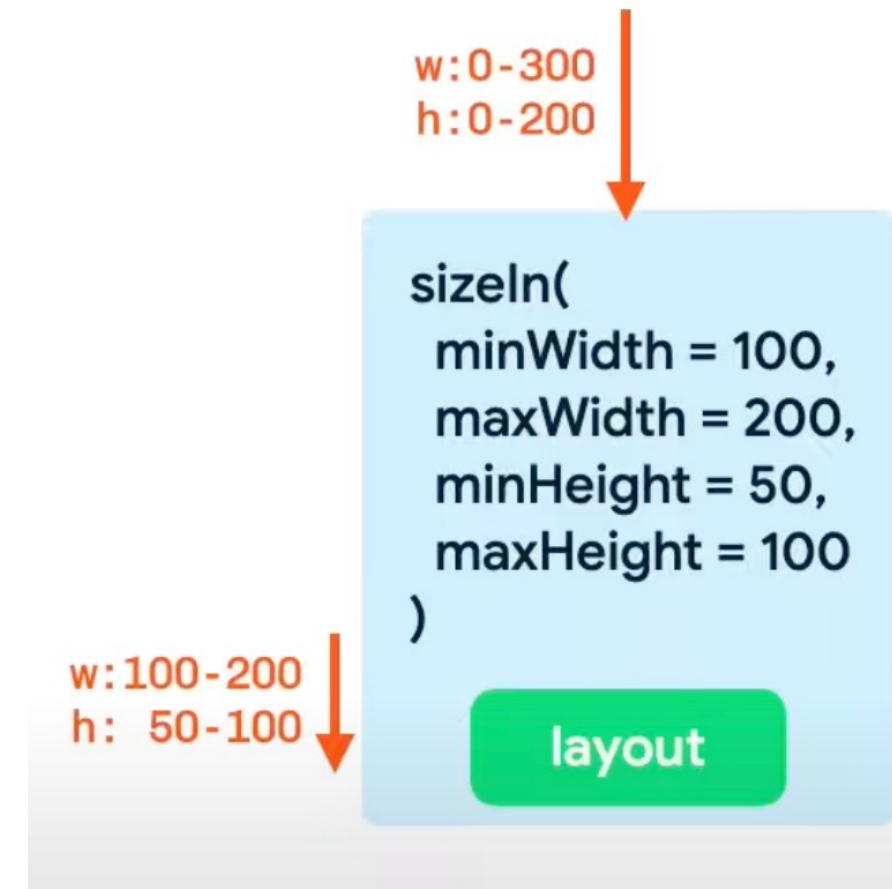 w:0-300
h:0-200
sizeIn(
minWidth = 100,
maxWidth = 200,
minHeight = 50,
maxHeight = 100
)
w:100-200
h: 50-100
layout